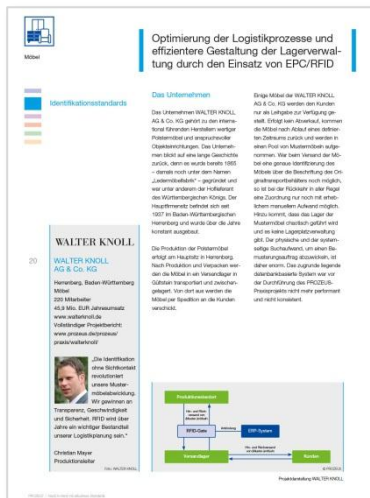 Möbel
Optimierung der Logistikprozesse und
effizientere Gestaltung der Lagerverwal-
tung durch den Einsatz von EPC/RFID
Identifikationsstandards
Das Unternehmen
Das Unternehmen WALTER KNOLL
AG & Co. KG gehört zu den interna-
tional führenden Herstellern wertiger
Polstermöbel und anspruchsvoller
Objekteinrichtungen. Das Unterneh-
men blickt auf eine lange Geschichte
zurück, denn es wurde bereits 1865
– damals noch unter dem Namen
„Ledermöbelfabrik“ – gegründet und
war unter anderem der Hoflieferant
des Württembergischen Königs. Der
Hauptfirmensitz befindet sich seit
1937 im Baden-Württembergischen
Herrenberg und wurde über die Jahre
konstant ausgebaut.
Die Produktion der Polstermöbel
erfolgt am Hauptsitz in Herrenberg.
Nach Produktion und Verpacken wer-
den die Möbel in ein Versandlager in
Gültstein transportiert und zwischen-
gelagert. Von dort aus werden die
Möbel per Spedition an die Kunden
verschickt.
Einige Möbel der WALTER KNOLL
AG & Co. KG werden den Kunden
nur als Leihgabe zur Verfügung ge-
stellt. Erfolgt kein Abverkauf, kommen
die Möbel nach Ablauf eines definier-
ten Zeitraums zurück und werden in
einen Pool von Mustermöbeln aufge-
nommen. War beim Versand der Mö-
bel eine genaue Identifizierung des
Möbels über die Beschriftung des Ori-
ginaltransportbehälters noch möglich,
so ist bei der Rückkehr in aller Regel
eine Zuordnung nur noch mit erheb-
lichem manuellem Aufwand möglich.
Hinzu kommt, dass das Lager der
Mustermöbel chaotisch geführt wird
und es keine Lagerplatzverwaltung
gibt. Der physische und der system-
seitige Suchaufwand, um einen Be-
musterungsauftrag abzuwickeln, ist
daher enorm. Das zugrunde liegende
datenbankbasierte System war vor
der Durchführung des PROZEUS-
Praxisprojekts nicht mehr performant
und nicht konsistent.
20
WALTER KNOLL
WALTER KNOLL
AG & Co. KG
Herrenberg, Baden-Württemberg
Möbel
220 Mitarbeiter
45,9 Mio. EUR Jahresumsatz
www.walterknoll.de
Vollständiger Projektbericht:
www.prozeus.de/prozeus/
praxis/walterknoll/
„Die Identifikation
ohne Sichtkontakt
revolutioniert
unsere Muster-
möbelabwicklung.
Wir gewinnen an
Transparenz, Geschwindigkeit
und Sicherheit. RFID wird über
Jahre ein wichtiger Bestandteil
unserer Logistikplanung sein.“
Christian Mayer
Produktionsleiter
Produktionsstandort
RFID-Gate
ERP-System
Versandlager
Kunden
Projektdarstellung WALTER KNOLL